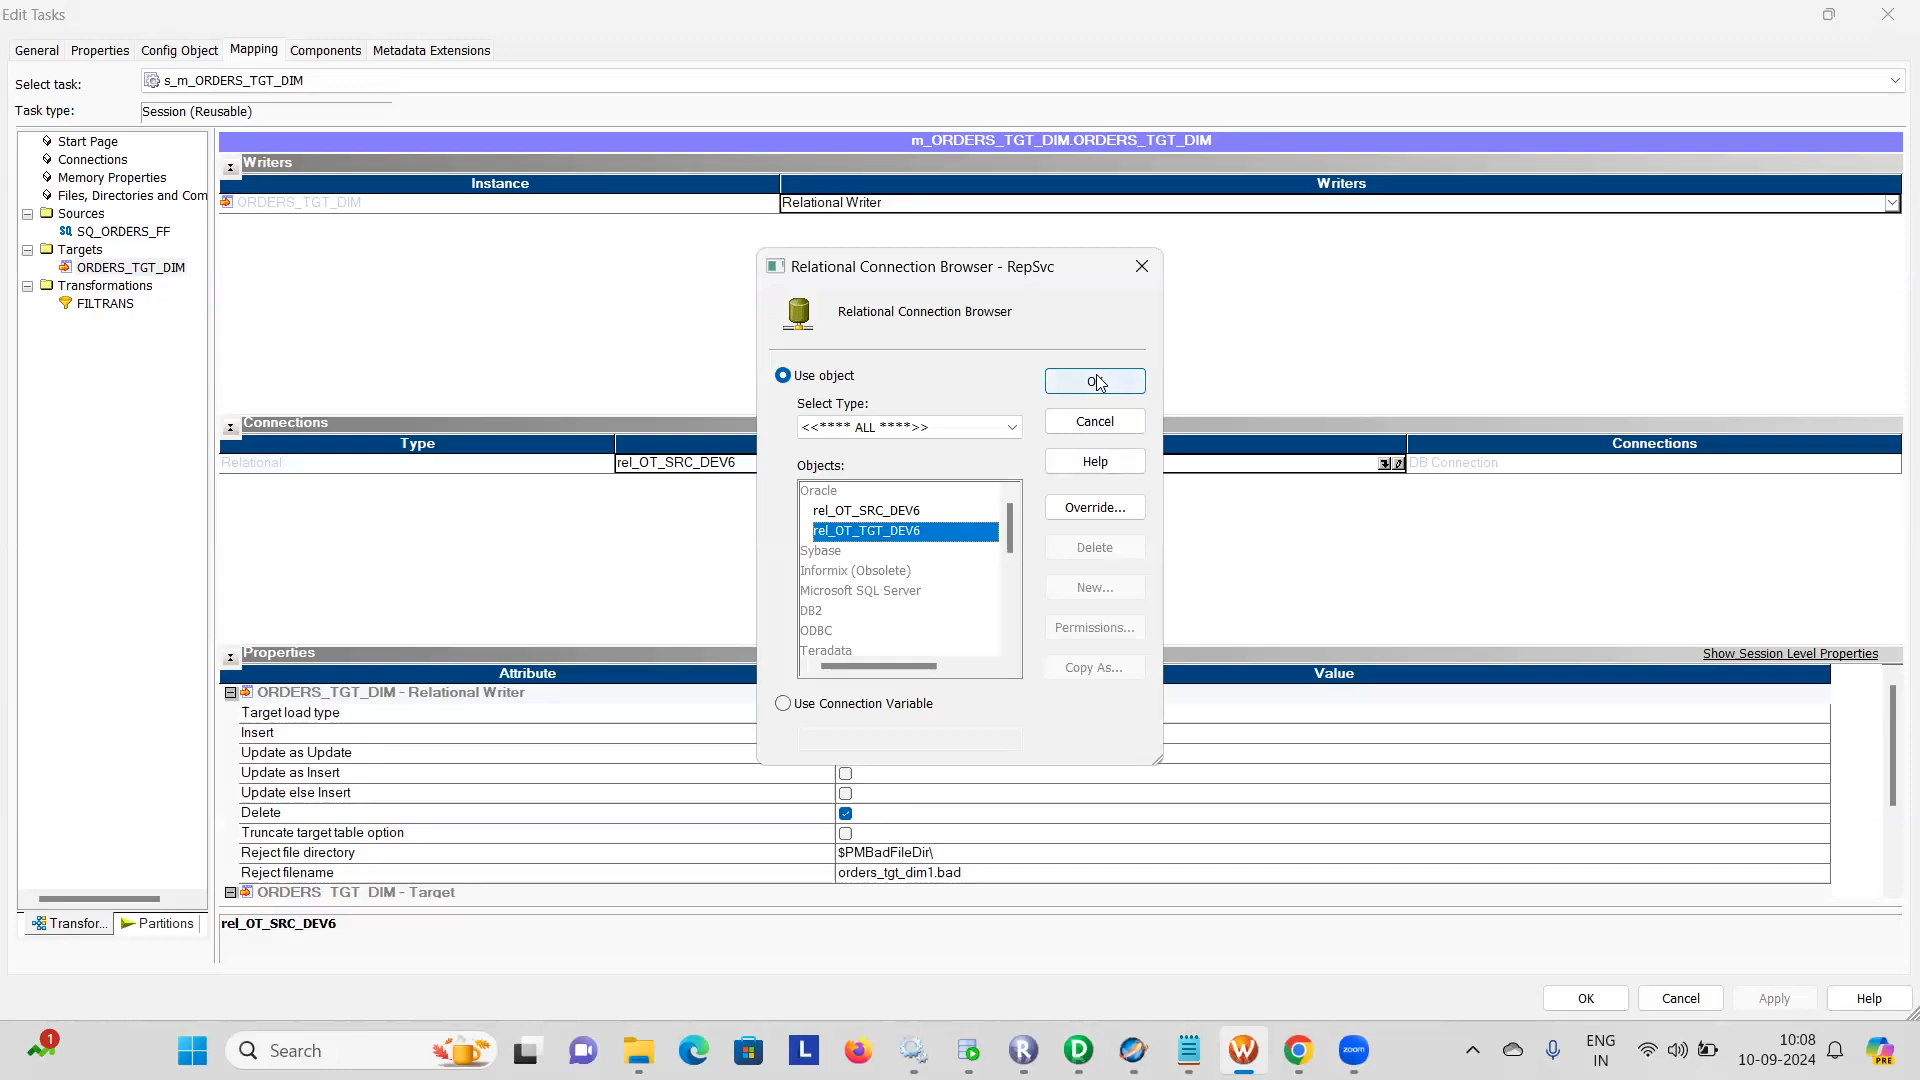 Edit Tasks
General Properties Config Object Mapping Components Metadata Extensions
Select task: s_m_ORDERS_TGT_DIM
Task type: Session (Reusable)
Start Page
Connections
Memory Properties
Files, Directories and Com
Sources
SQ_ORDERS_FF
Targets
ORDERS_TGT_DIM
Transformations
FILTRANS
Transfor... Partitions
m_ORDERS_TGT_DIM.ORDERS_TGT_DIM
Writers
Instance Writers
ORDERS_TGT_DIM Relational Writer
Connections
Type Connections
Relational rel_OT_SRC_DEV6 DB Connection
Properties Show Session Level Properties
Attribute Value
ORDERS_TGT_DIM - Relational Writer
Target load type
Insert
Update as Update
Update as Insert
Update else Insert
Delete
Truncate target table option
Reject file directory $PMBadFileDir\
Reject filename orders_tgt_dim1.bad
ORDERS_TGT_DIM - Target
rel_OT_SRC_DEV6
Relational Connection Browser - RepSvc
Relational Connection Browser
Use object
Select Type:
<<**** ALL ****>>
Objects:
Oracle
rel_OT_SRC_DEV6
rel_OT_TGT_DEV6
Sybase
Informix (Obsolete)
Microsoft SQL Server
DB2
ODBC
Teradata
Use Connection Variable
Cancel
Help
Override...
Delete
New...
Permissions...
Copy As...
OK Cancel Apply Help
1
Search
L
R
D
W
zoom
ENG
IN
10:08
10-09-2024
PRE